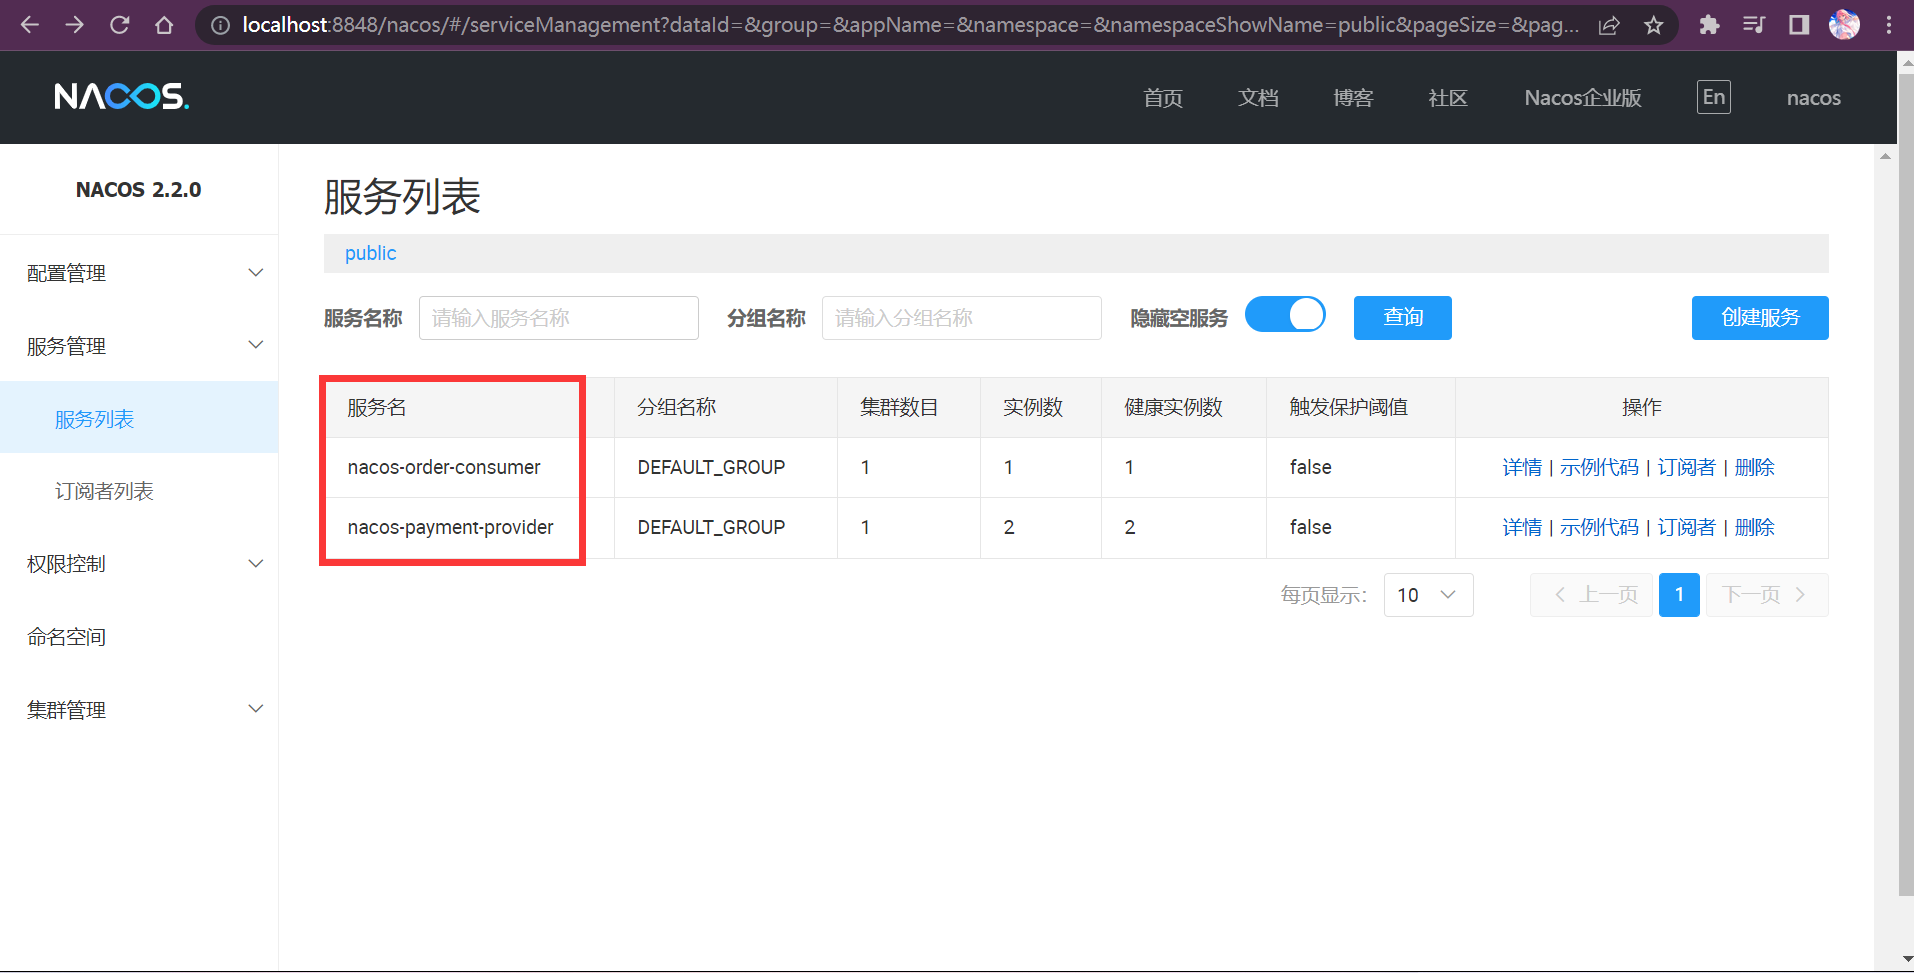 localhost:8848/nacos/#/serviceManagement?dataId=&group=&appName=&namespace=&namespaceShowName=public&pageSize=&pag...
NACOS.
首页 文档 博客 社区 Nacos企业版 En nacos
NACOS 2.2.0
配置管理
服务管理
服务列表
订阅者列表
权限控制
命名空间
集群管理
服务列表
public
服务名称 请输入服务名称 分组名称 请输入分组名称 隐藏空服务 查询 创建服务
服务名 分组名称 集群数目 实例数 健康实例数 触发保护阈值 操作
nacos-order-consumer DEFAULT_GROUP 1 1 1 false 详情 | 示例代码 | 订阅者 | 删除
nacos-payment-provider DEFAULT_GROUP 1 2 2 false 详情 | 示例代码 | 订阅者 | 删除
每页显示: 10 上一页 1 下一页